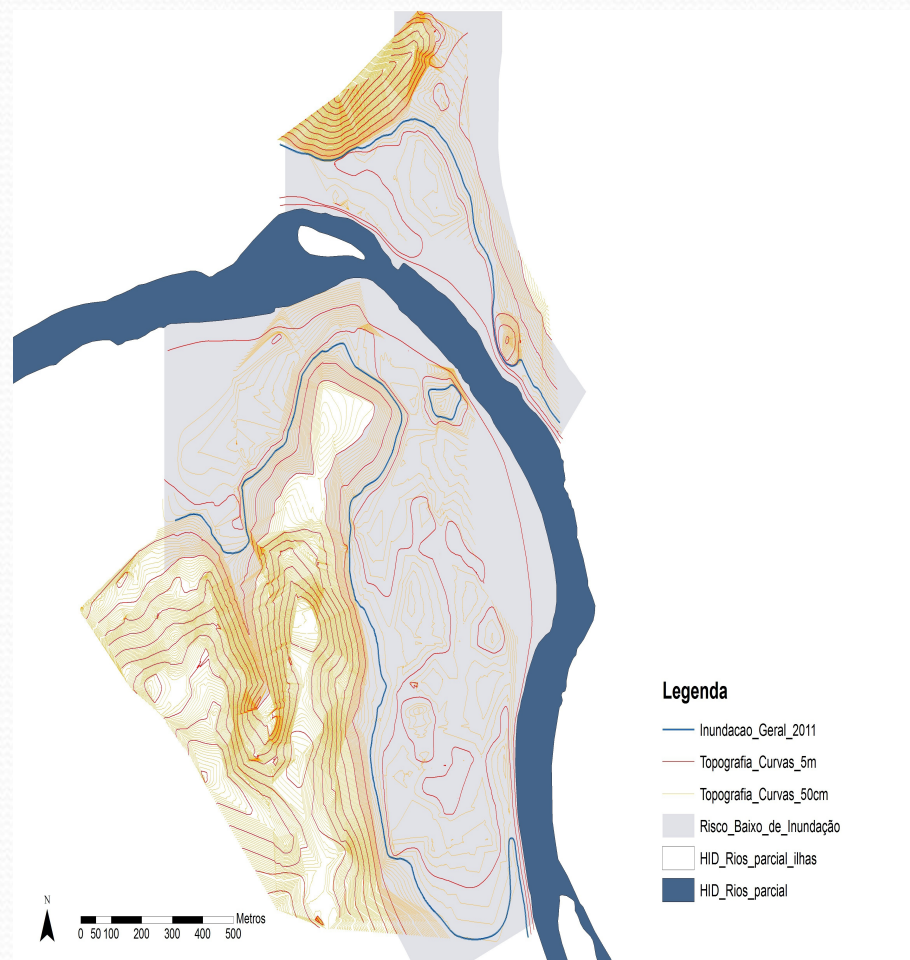 Legenda
Inundacao_Geral_2011
Topografia_Curvas_5m
Topografia_Curvas_50cm
Risco_Baixo_de_Inundação
HID_Rios_parcial_ilhas
HID_Rios_parcial
N
Metros
0 50 100 200 300 400 500